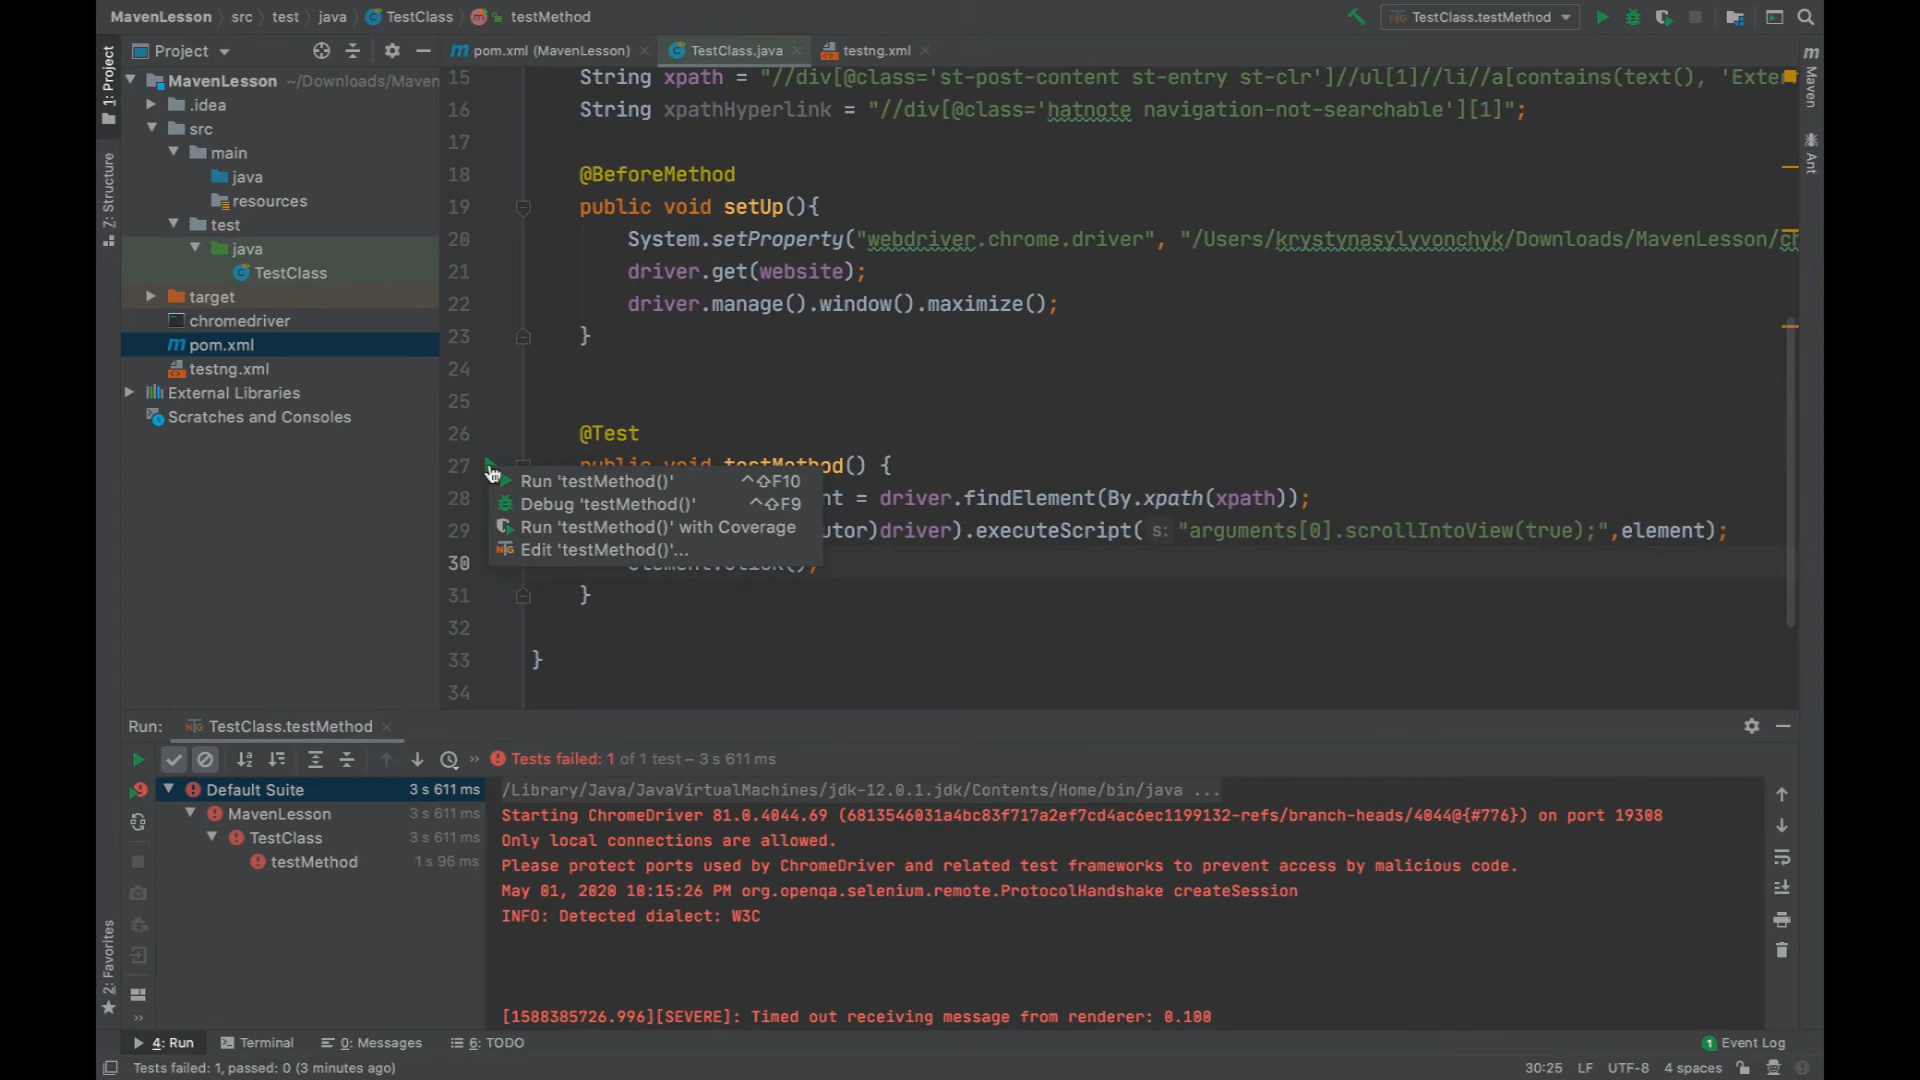 MavenLesson src test java TestClass testMethod
TestClass.testMethod
1: Project
Project
pom.xml (MavenLesson)
TestClass.java
testng.xml
Maven
Ant
Z: Structure
2: Favorites
MavenLesson ~/Downloads/Maven
.idea
src
main
java
resources
test
java
TestClass
target
chromedriver
pom.xml
testng.xml
External Libraries
Scratches and Consoles
15 String xpath = "//div[@class='st-post-content st-entry st-clr']//ul[1]//li//a[contains(text(), 'Exter
16 String xpathHyperlink = "//div[@class='hatnote navigation-not-searchable'][1]";
17
18 @BeforeMethod
19 public void setUp(){
20 System.setProperty("webdriver.chrome.driver", "/Users/krystynasylyvonchyk/Downloads/MavenLesson/ch
21 driver.get(website);
22 driver.manage().window().maximize();
23 }
24
25
26 @Test
27 public void testMethod() {
28 nt = driver.findElement(By.xpath(xpath));
29 utor)driver).executeScript( s: "arguments[0].scrollIntoView(true);",element);
30 element.click();
31 }
32
33 }
34
Run 'testMethod()' ^⇧F10
Debug 'testMethod()' ^⇧F9
Run 'testMethod()' with Coverage
Edit 'testMethod()'...
Run: TestClass.testMethod
Tests failed: 1 of 1 test – 3 s 611 ms
Default Suite 3 s 611 ms
MavenLesson 3 s 611 ms
TestClass 3 s 611 ms
testMethod 1 s 96 ms
/Library/Java/JavaVirtualMachines/jdk-12.0.1.jdk/Contents/Home/bin/java ...
Starting ChromeDriver 81.0.4044.69 (6813546031a4bc83f717a2ef7cd4ac6ec1199132-refs/branch-heads/4044@{#776}) on port 19308
Only local connections are allowed.
Please protect ports used by ChromeDriver and related test frameworks to prevent access by malicious code.
May 01, 2020 10:15:26 PM org.openqa.selenium.remote.ProtocolHandshake createSession
INFO: Detected dialect: W3C
[1588385726.996][SEVERE]: Timed out receiving message from renderer: 0.100
4: Run
Terminal
0: Messages
6: TODO
1 Event Log
Tests failed: 1, passed: 0 (3 minutes ago)
30:25 LF UTF-8 4 spaces